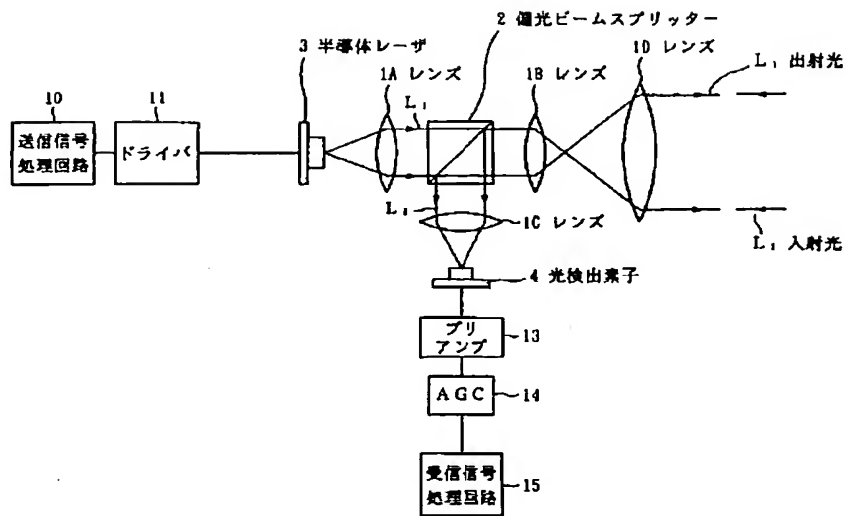 2 偏光ビームスプリッター
3 半導体レーザ
1D レンズ
1A レンズ
1B レンズ
L₁ 出射光
10
11
L₁
送信信号
処理回路
ドライバ
L₂
1C レンズ
L₂ 入射光
4 光検出素子
プリ
アンプ
13
AGC
14
受信信号
処理回路
15